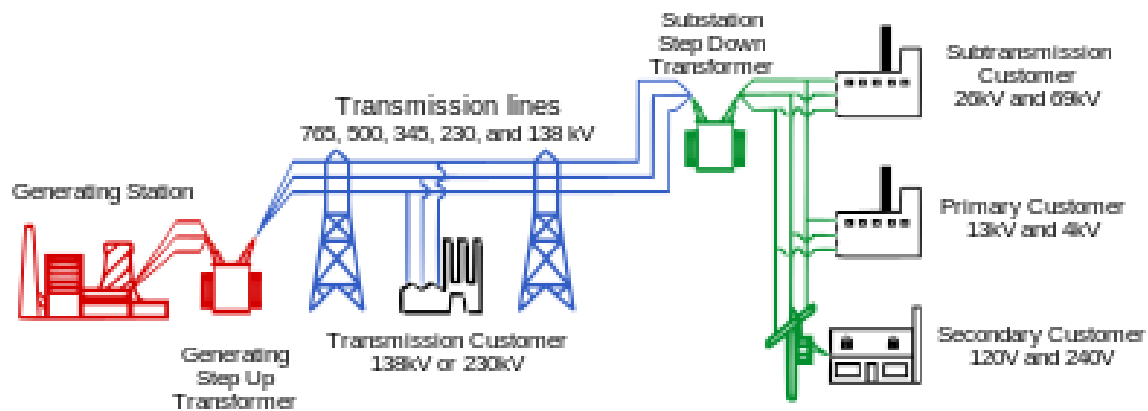 Substation
Step Down
Transformer
Subtransmission
Customer
26kV and 69kV
Transmission lines
765, 500, 345, 230, and 138 kV
Generating Station
Primary Customer
13kV and 4kV
Transmission Customer
138kV or 230kV
Secondary Customer
120V and 240V
Generating
Step Up
Transformer